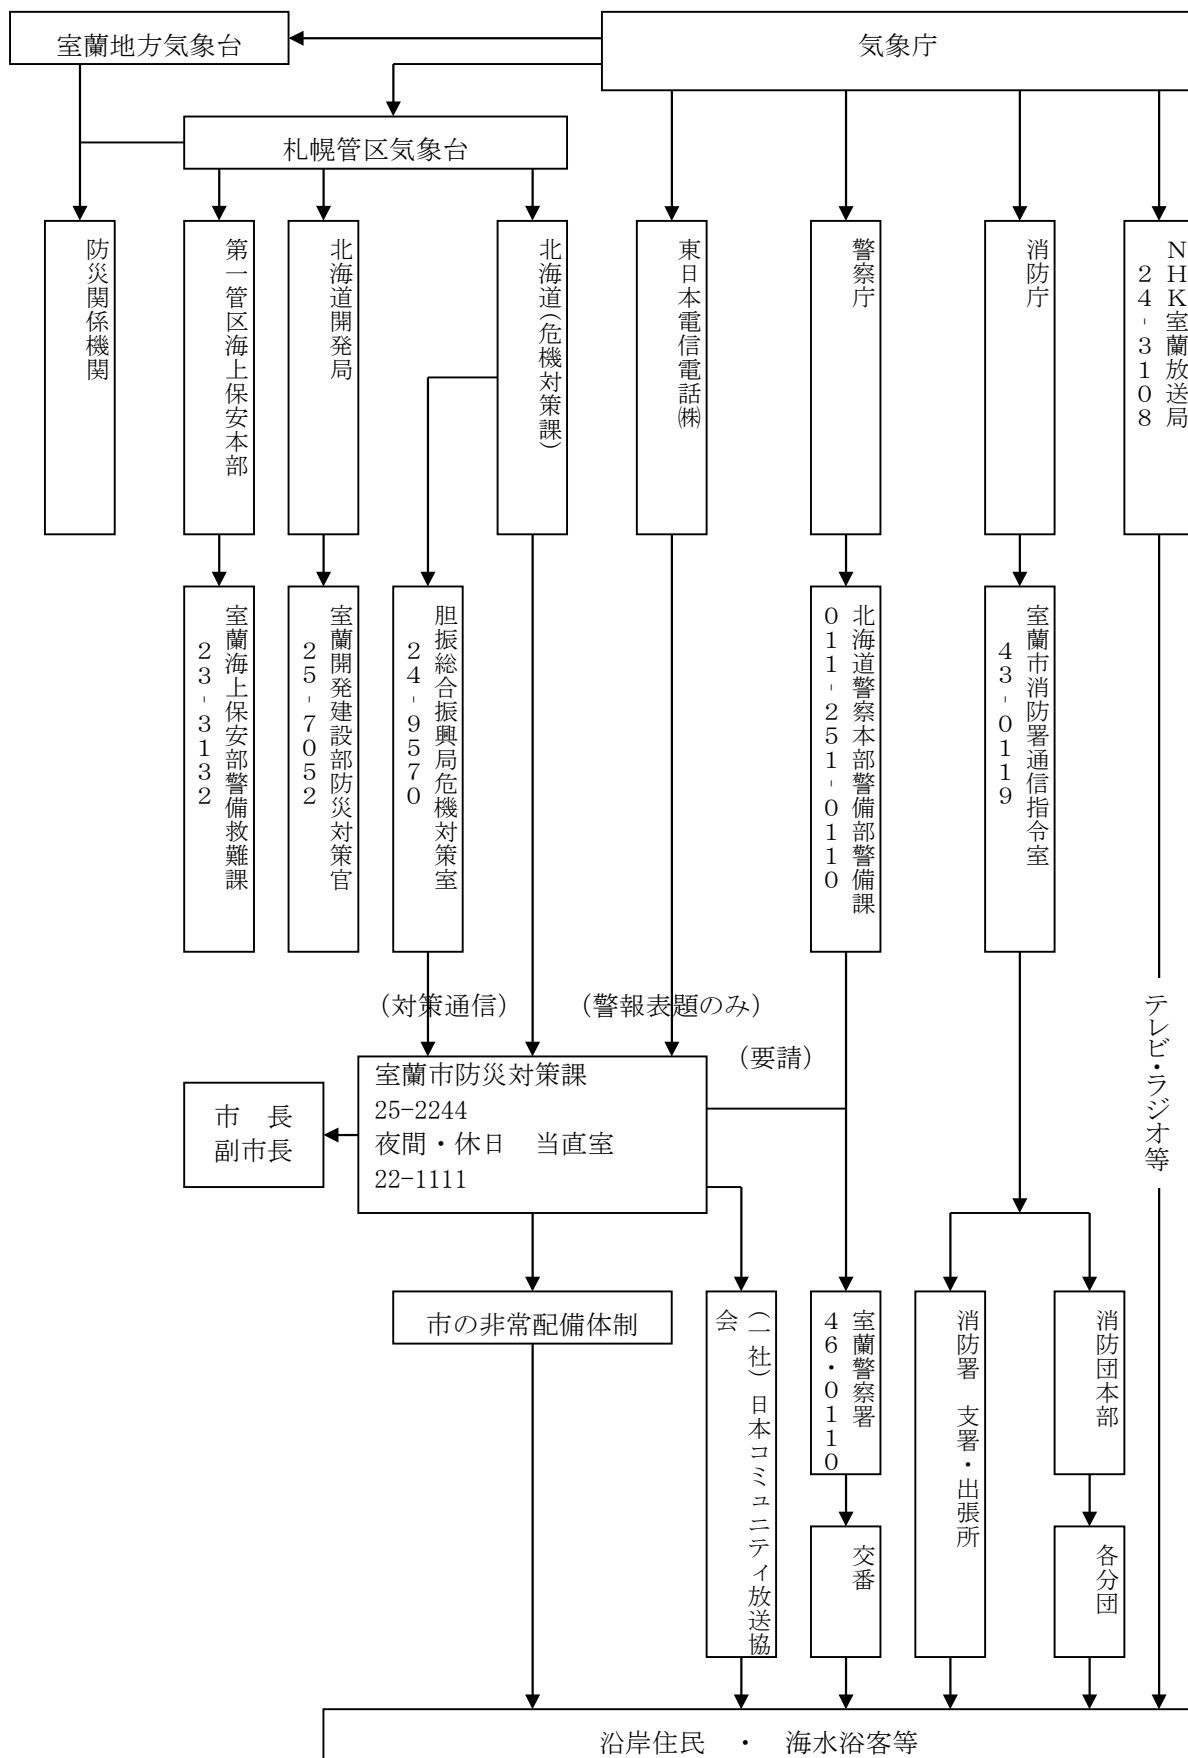 室蘭地方気象台
気象庁
札幌管区気象台
防災関係機関
第一管区海上保安本部
北海道開発局
北海道(危機対策課)
東日本電信電話㈱
警察庁
消防庁
NHK室蘭放送局
24-3108
室蘭海上保安部警備救難課
23-3132
室蘭開発建設部防災対策官
25-7052
胆振総合振興局危機対策室
24-9570
北海道警察本部警備部警備課
011-251-0110
室蘭市消防署通信指令室
43-0119
(対策通信)
(警報表題のみ)
(要請)
テレビ・ラジオ等
室蘭市防災対策課
25-2244
夜間・休日 当直室
22-1111
市 長
副市長
市の非常配備体制
(一社)日本コミュニティ放送協
会
室蘭警察署
46・0110
消防署 支署・出張所
消防団本部
交番
各分団
沿岸住民 ・ 海水浴客等